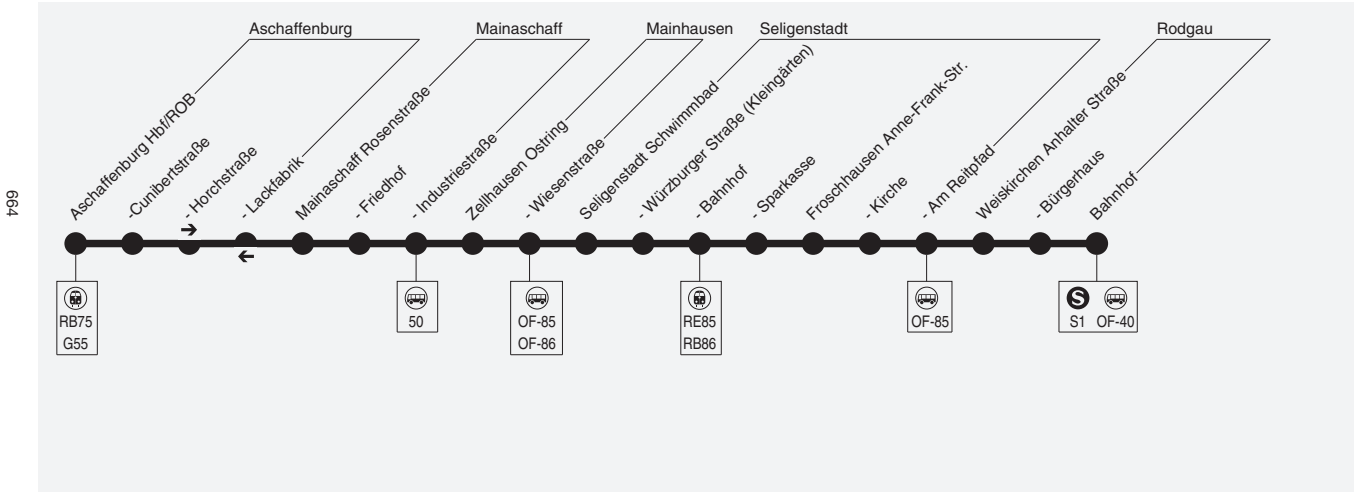 664
Aschaffenburg
Mainaschaff
Mainhausen
Seligenstadt
Rodgau
Aschaffenburg Hbf/ROB
-Cunibertstraße
- Horchstraße
- Lackfabrik
Mainaschaff Rosenstraße
- Friedhof
- Industriestraße
Zellhausen Ostring
- Wiesenstraße
Seligenstadt Schwimmbad
- Würzburger Straße (Kleingärten)
- Bahnhof
- Sparkasse
Froschhausen Anne-Frank-Str.
- Kirche
- Am Reitpfad
Weiskirchen Anhalter Straße
- Bürgerhaus
Bahnhof
RB75
G55
50
OF-85
OF-86
RE85
RB86
OF-85
S
S1 OF-40